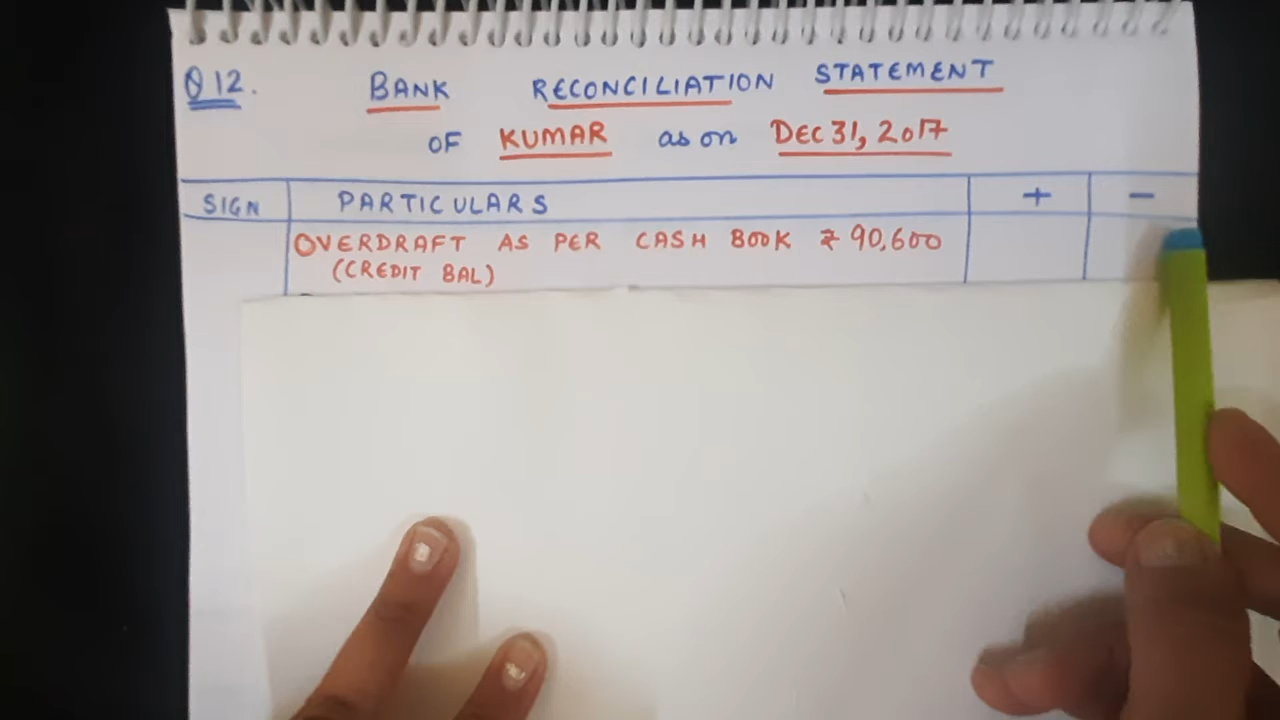 Q 12. BANK RECONCILIATION STATEMENT
OF KUMAR as on DEC 31, 2017
SIGN PARTICULARS + −
OVERDRAFT AS PER CASH BOOK ₹ 90,600
(CREDIT BAL)